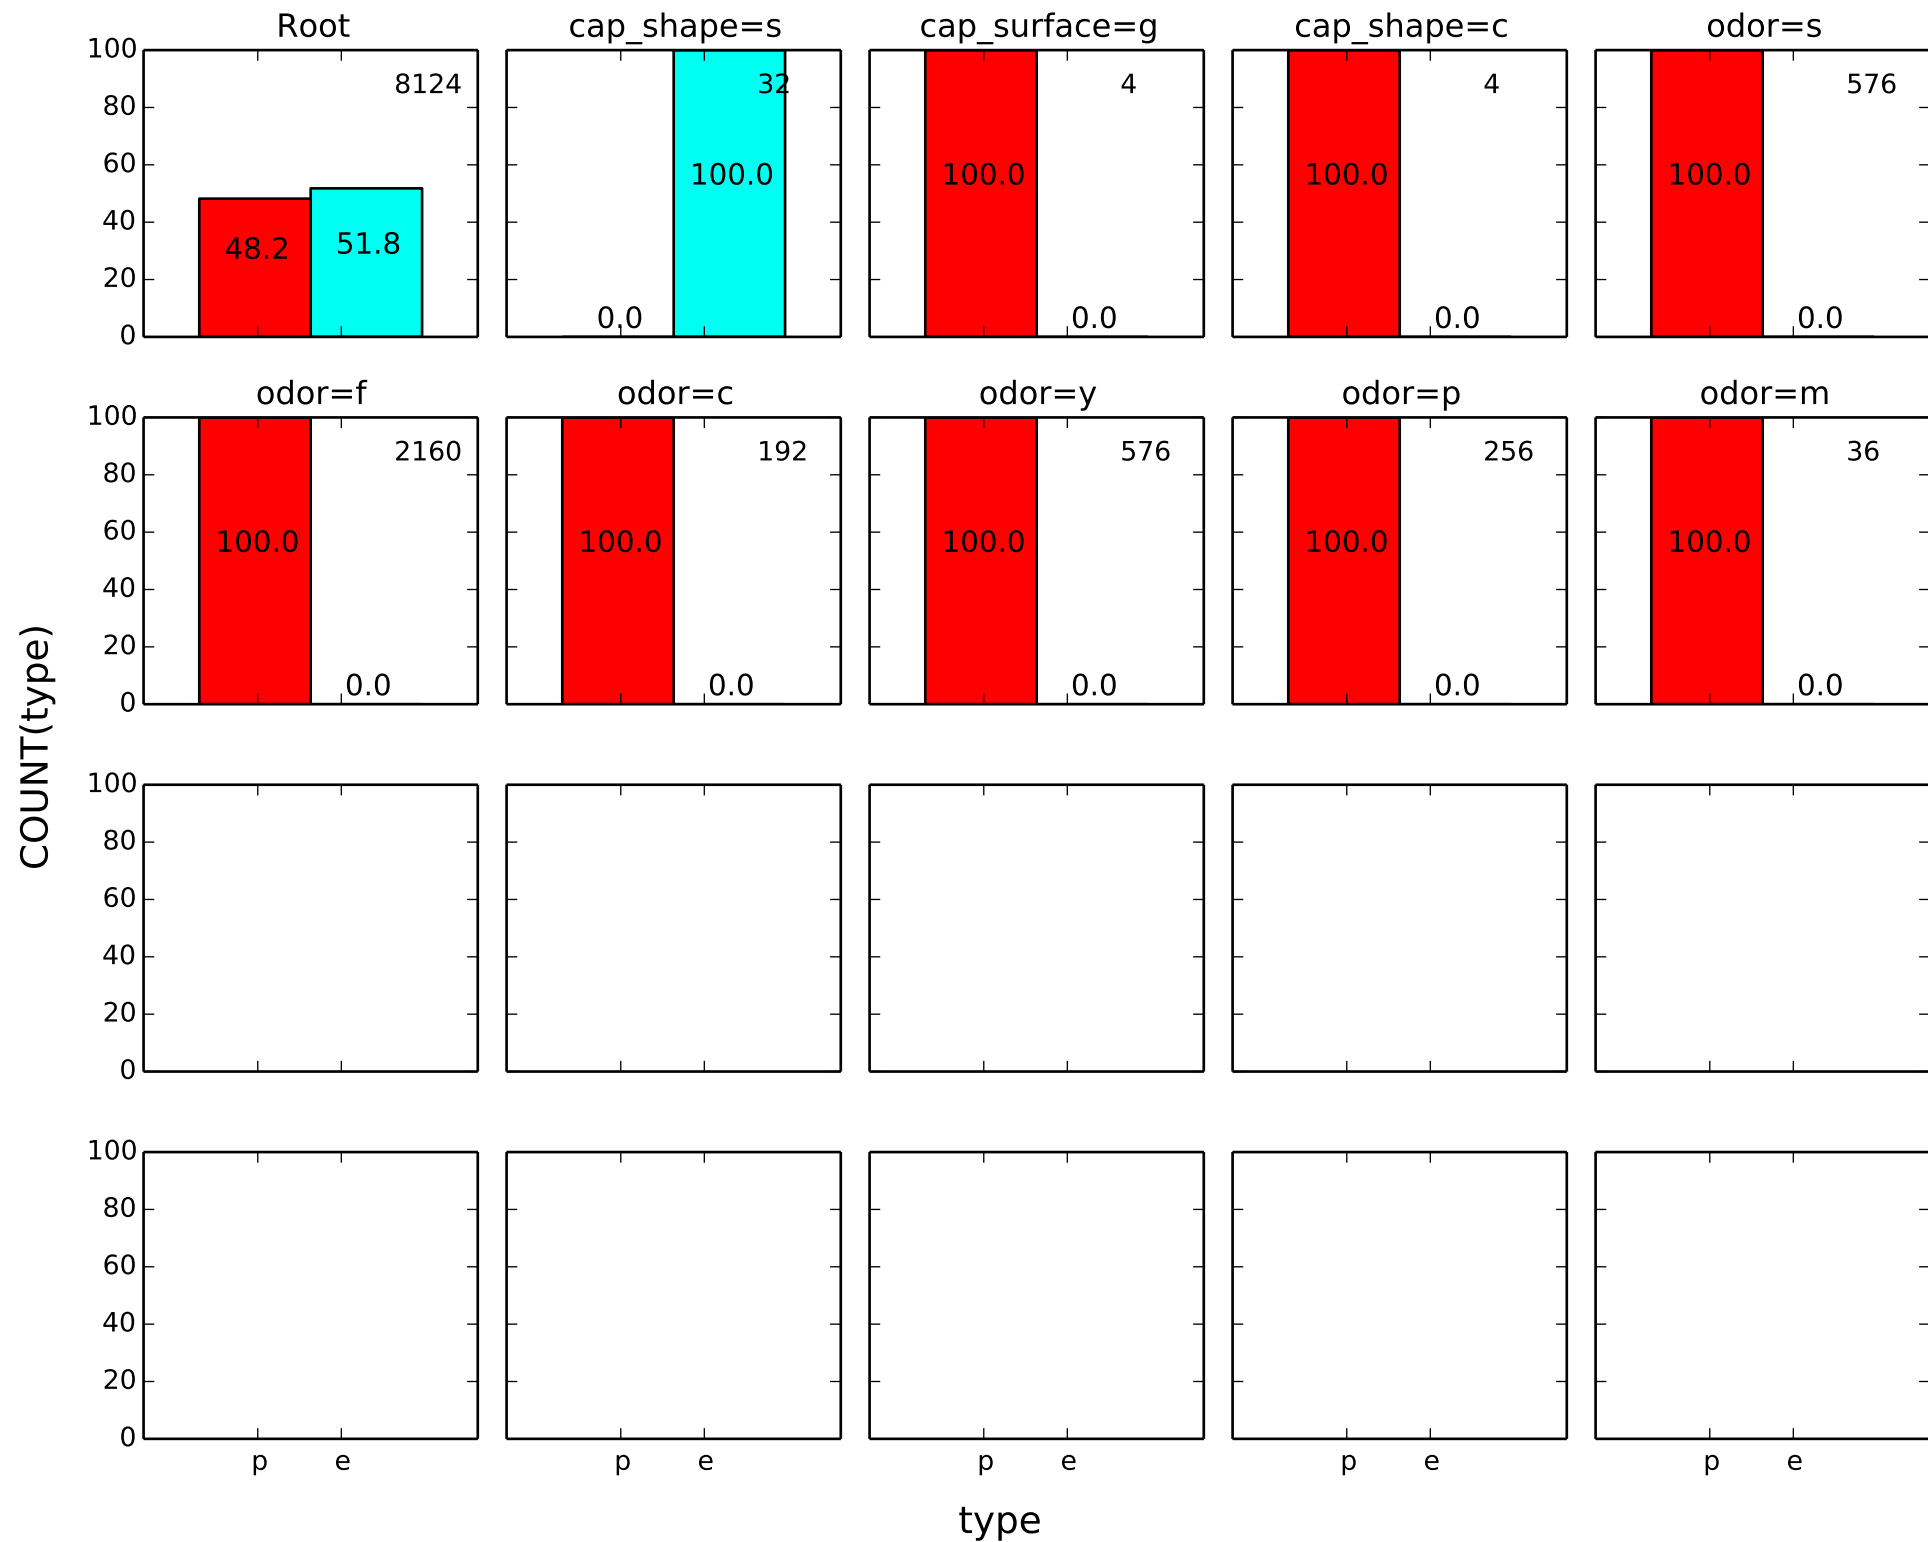 Root cap_shape=s cap_surface=g cap_shape=c odor=s
100
8124 32 4 4 576
80
60
100.0 100.0 100.0 100.0
48.2 51.8
40
20
0.0 0.0 0.0 0.0
0
odor=f odor=c odor=y odor=p odor=m
100
2160 192 576 256 36
80
60
100.0 100.0 100.0 100.0 100.0
40
20
0.0 0.0 0.0 0.0 0.0
0
COUNT(type)
100
80
60
40
20
0
100
80
60
40
20
0
p e p e p e p e p e
type